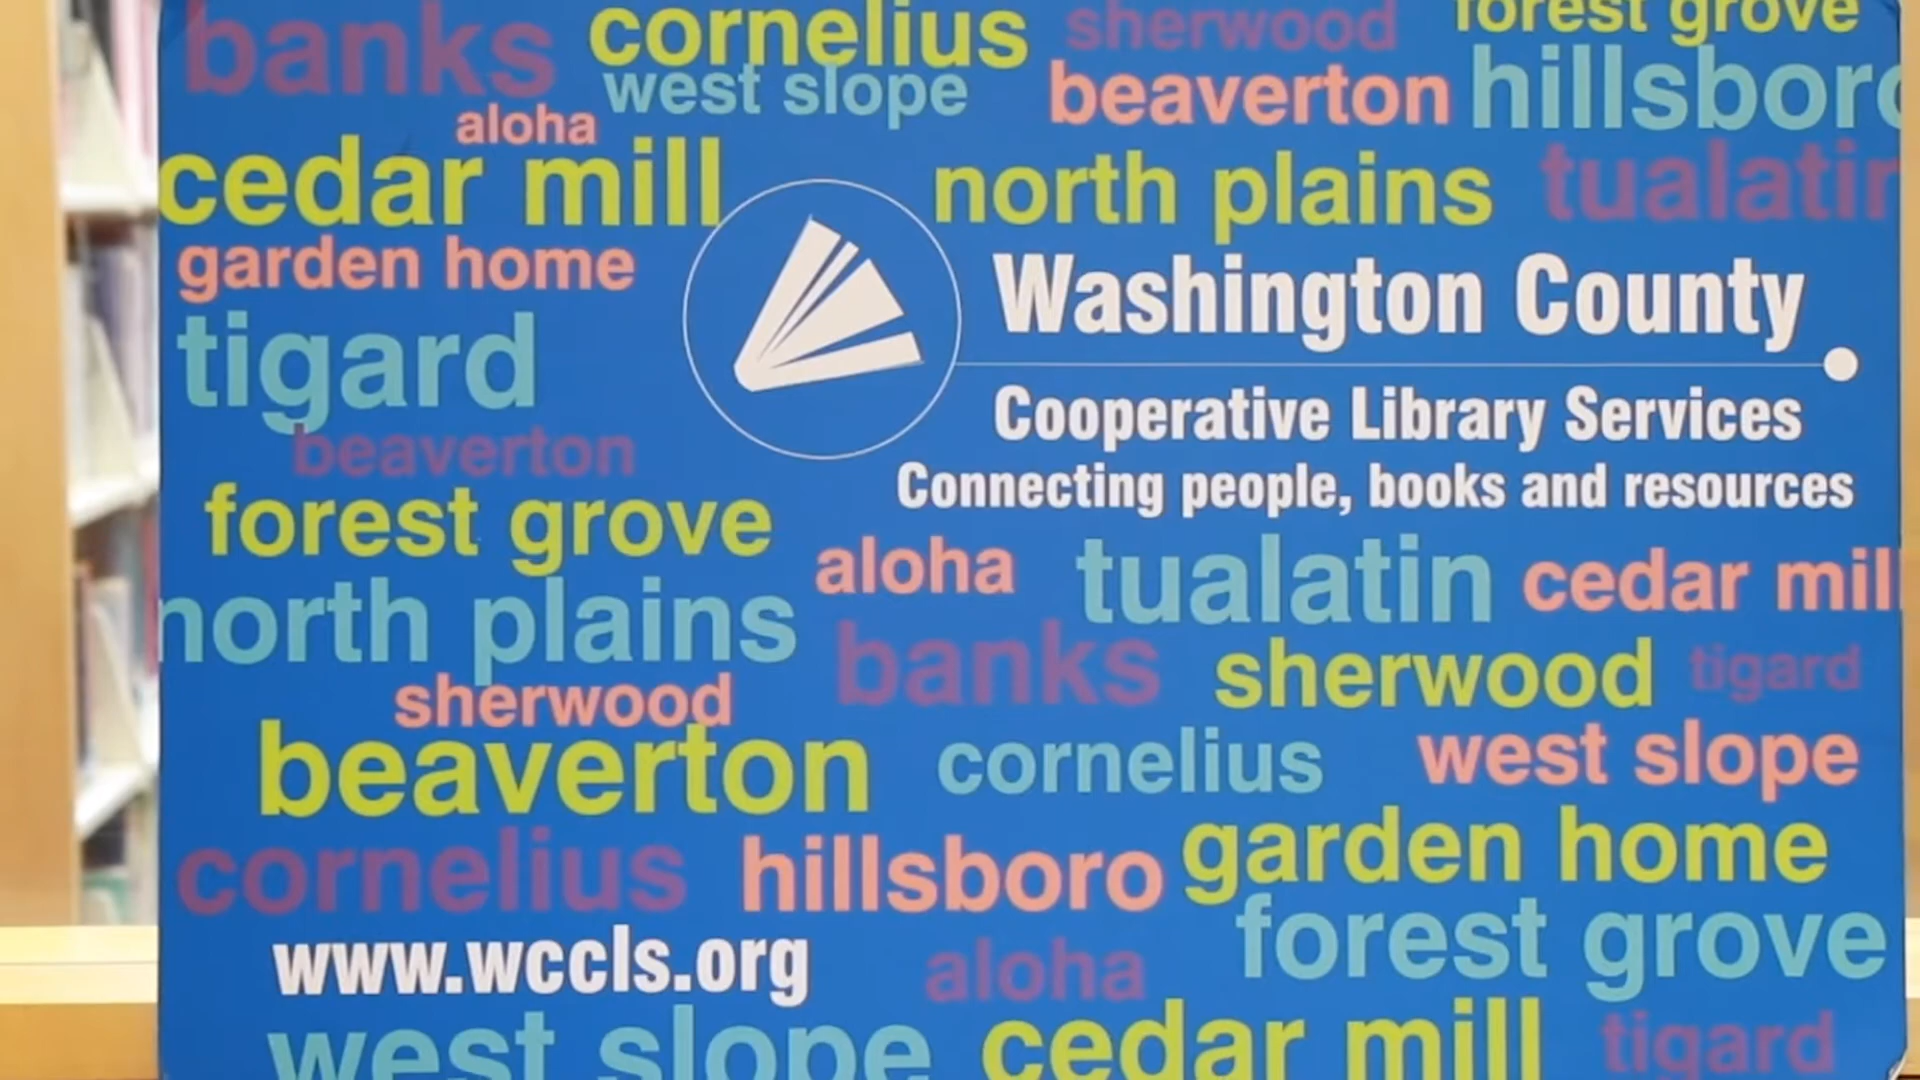 banks cornelius sherwood forest grove
west slope beaverton hillsboro
aloha
cedar mill north plains tualatin
garden home
Washington County
tigard
Cooperative Library Services
beaverton
Connecting people, books and resources
forest grove
aloha tualatin cedar mill
north plains
banks sherwood tigard
sherwood
beaverton cornelius west slope
cornelius hillsboro garden home
forest grove
www.wccls.org aloha
west slope cedar mill tigard